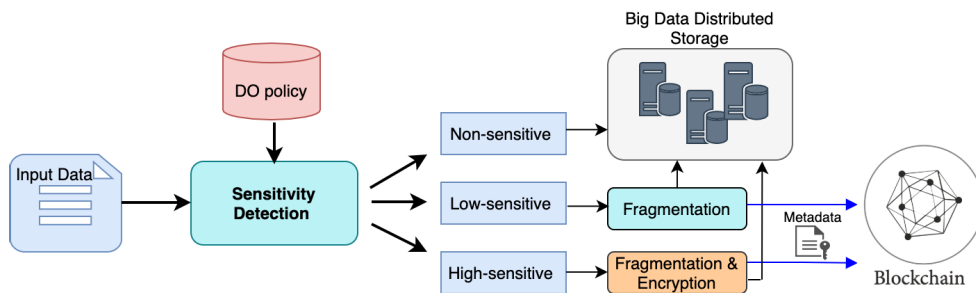 Big Data Distributed
Storage
DO policy
Non-sensitive
Input Data
Sensitivity
Detection
Low-sensitive
Fragmentation
Metadata
High-sensitive
Fragmentation &
Encryption
Blockchain